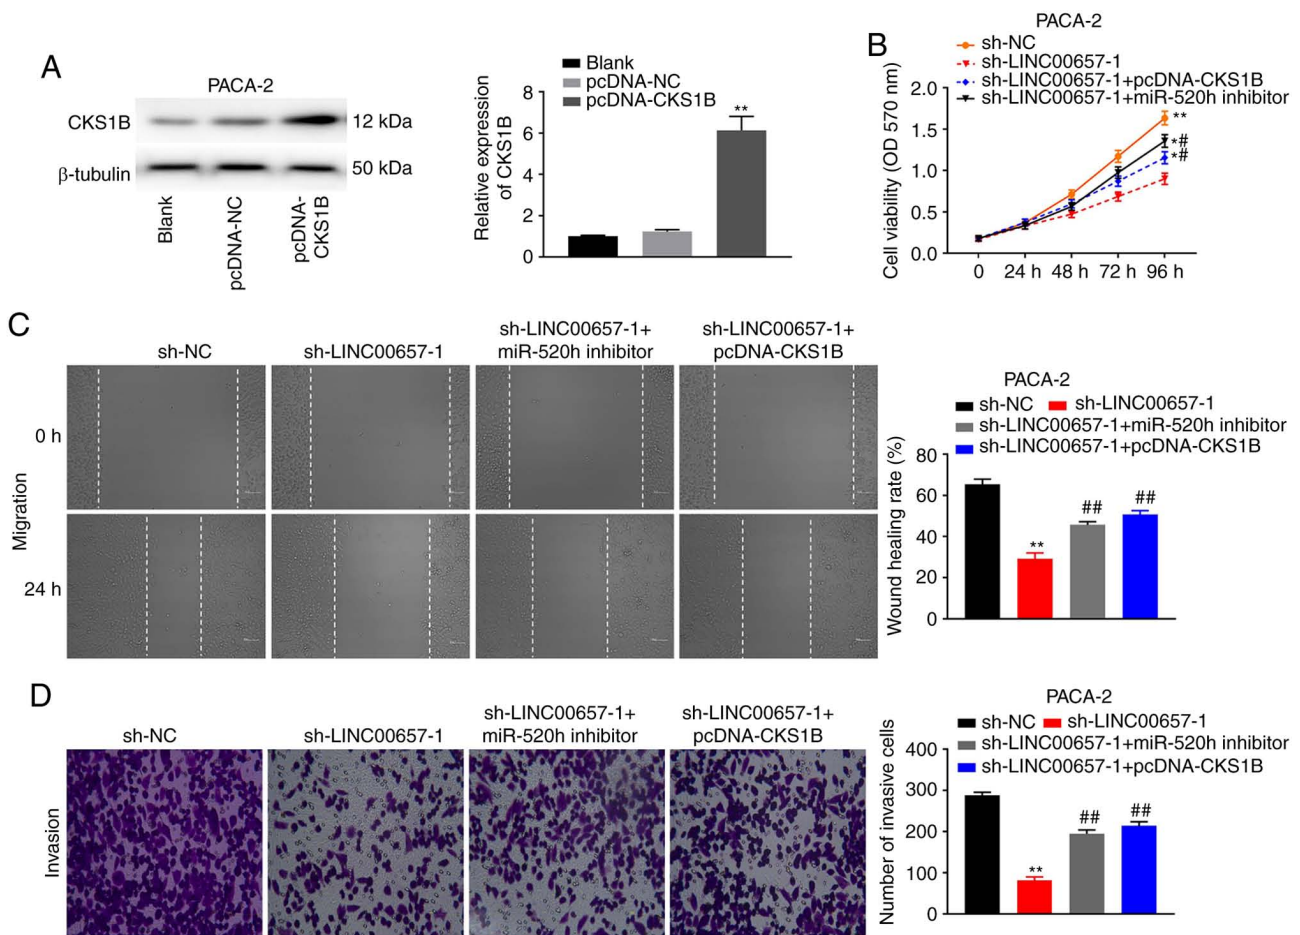 A
PACA-2
CKS1B
12 kDa
β-tubulin
50 kDa
Blank
pcDNA-NC
pcDNA-
CKS1B
Blank
pcDNA-NC
pcDNA-CKS1B
Relative expression
of CKS1B
8
6
4
2
0
**
B
PACA-2
sh-NC
sh-LINC00657-1
sh-LINC00657-1+pcDNA-CKS1B
sh-LINC00657-1+miR-520h inhibitor
Cell viability (OD 570 nm)
2.0
1.5
1.0
0.5
0.0
**
*#
*#
0 24 h 48 h 72 h 96 h
C
sh-NC
sh-LINC00657-1
sh-LINC00657-1+
miR-520h inhibitor
sh-LINC00657-1+
pcDNA-CKS1B
Migration
0 h
24 h
PACA-2
sh-NC sh-LINC00657-1
sh-LINC00657-1+miR-520h inhibitor
sh-LINC00657-1+pcDNA-CKS1B
Wound healing rate (%)
80
60
40
20
0
**
##
##
D
sh-NC
sh-LINC00657-1
sh-LINC00657-1+
miR-520h inhibitor
sh-LINC00657-1+
pcDNA-CKS1B
Invasion
PACA-2
sh-NC sh-LINC00657-1
sh-LINC00657-1+miR-520h inhibitor
sh-LINC00657-1+pcDNA-CKS1B
Number of invasive cells
400
300
200
100
0
**
##
##